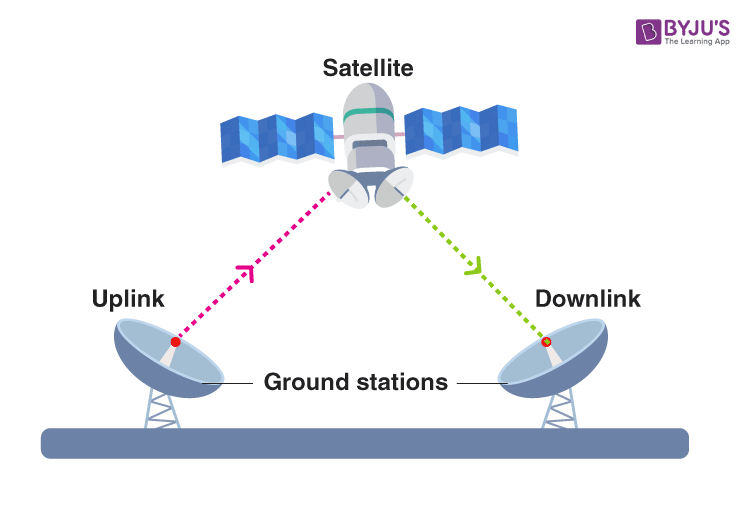 BYJU'S
The Learning App
Satellite
Uplink
Downlink
Ground stations